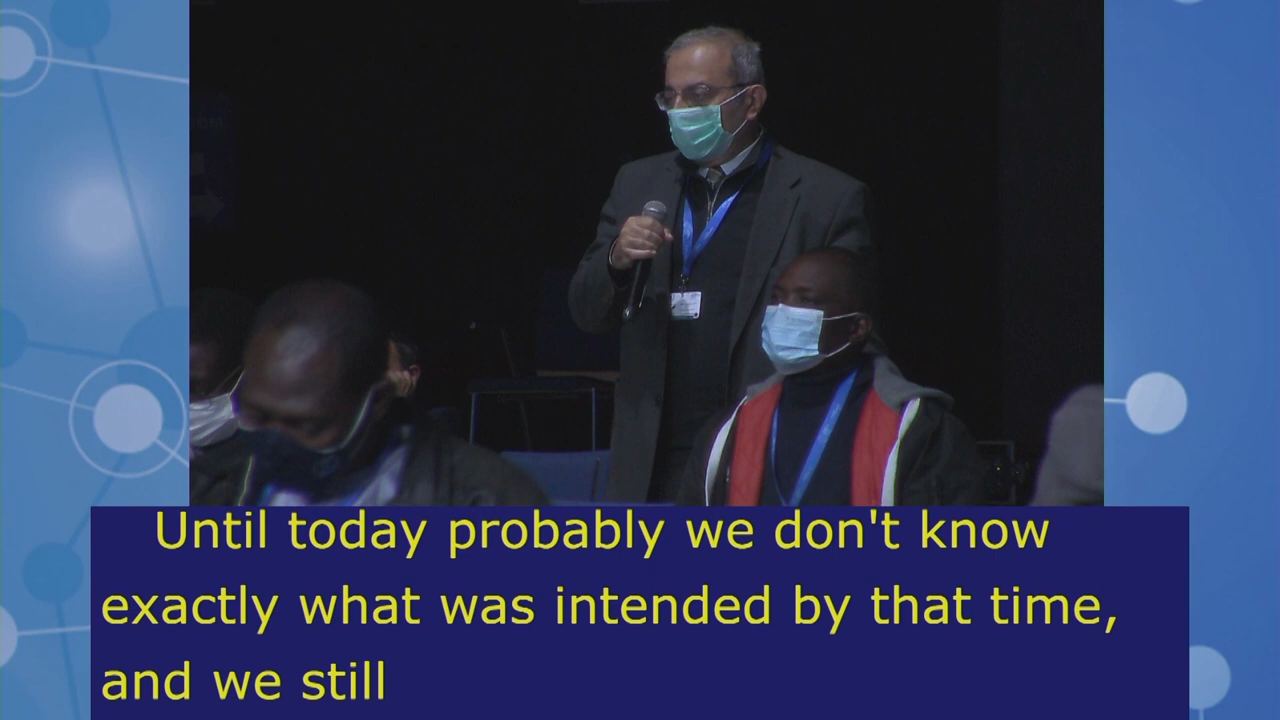 Until today probably we don't know
exactly what was intended by that time,
and we still